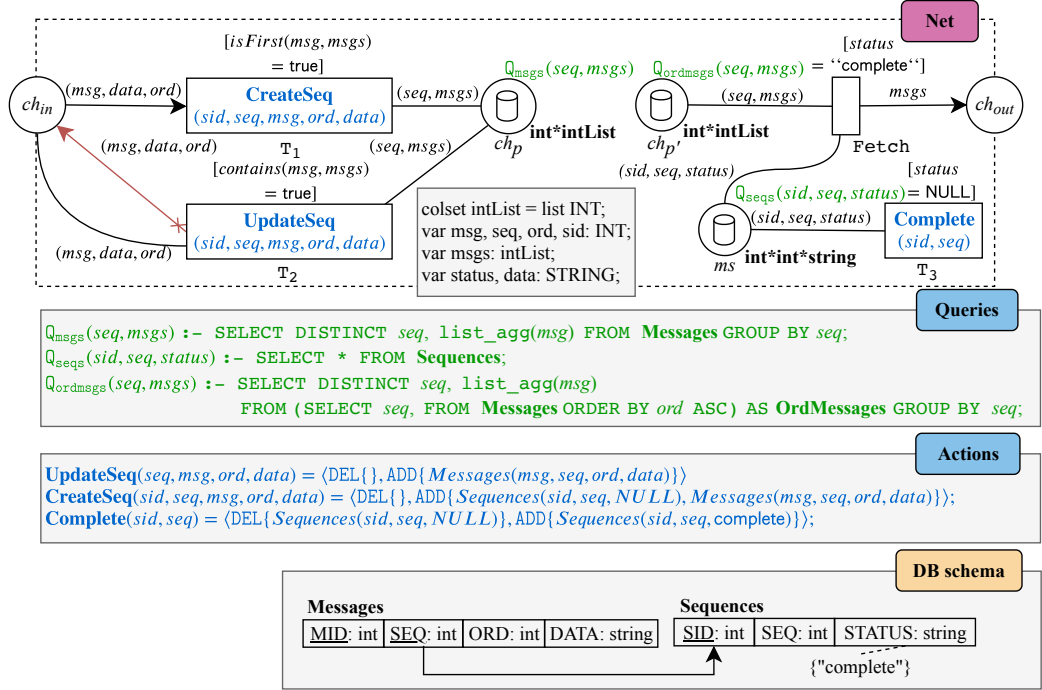 Net
[isFirst(msg, msgs)
= true]
[status
= ‘‘complete‘‘]
Q_msgs(seq, msgs)
Q_ordmsgs(seq, msgs)
ch_in
(msg, data, ord)
CreateSeq
(sid, seq, msg, ord, data)
T_1
(seq, msgs)
ch_p
int*intList
(seq, msgs)
ch_p'
int*intList
Fetch
msgs
ch_out
(msg, data, ord)
(seq, msgs)
[contains(msg, msgs)
=true]
UpdateSeq
(sid, seq, msg, ord, data)
T_2
(msg, data, ord)
colset intList = list INT;
var msg, seq, ord, sid: INT;
var msgs: intList;
var status, data: STRING;
(sid, seq, status)
[status
= NULL]
Q_seqs(sid, seq, status)
(sid, seq, status)
ms
int*int*string
Complete
(sid, seq)
T_3
Queries
Q_msgs(seq, msgs) :- SELECT DISTINCT seq, list_agg(msg) FROM Messages GROUP BY seq;
Q_seqs(sid, seq, status) :- SELECT * FROM Sequences;
Q_ordmsgs(seq, msgs) :- SELECT DISTINCT seq, list_agg(msg)
FROM (SELECT seq, FROM Messages ORDER BY ord ASC) AS OrdMessages GROUP BY seq;
Actions
UpdateSeq(seq, msg, ord, data) = ⟨DEL{}, ADD{Messages(msg, seq, ord, data)}⟩
CreateSeq(sid, seq, msg, ord, data) = ⟨DEL{}, ADD{Sequences(sid, seq, NULL), Messages(msg, seq, ord, data)}⟩;
Complete(sid, seq) = ⟨DEL{Sequences(sid, seq, NULL)}, ADD{Sequences(sid, seq, complete)}⟩;
DB schema
Messages
MID: int SEQ: int ORD: int DATA: string
Sequences
SID: int SEQ: int STATUS: string
{"complete"}